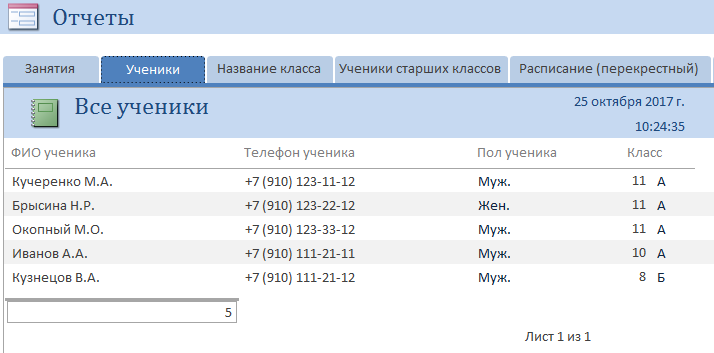 Отчеты
Занятия Ученики Название класса Ученики старших классов Расписание (перекрестный)
Все ученики 25 октября 2017 г.
10:24:35
ФИО ученика Телефон ученика Пол ученика Класс
Кучеренко М.А. +7 (910) 123-11-12 Муж. 11 А
Брысина Н.Р. +7 (910) 123-22-12 Жен. 11 А
Окопный М.О. +7 (910) 123-33-12 Муж. 11 А
Иванов А.А. +7 (910) 111-21-11 Муж. 10 А
Кузнецов В.А. +7 (910) 111-21-12 Муж. 8 Б
5
Лист 1 из 1